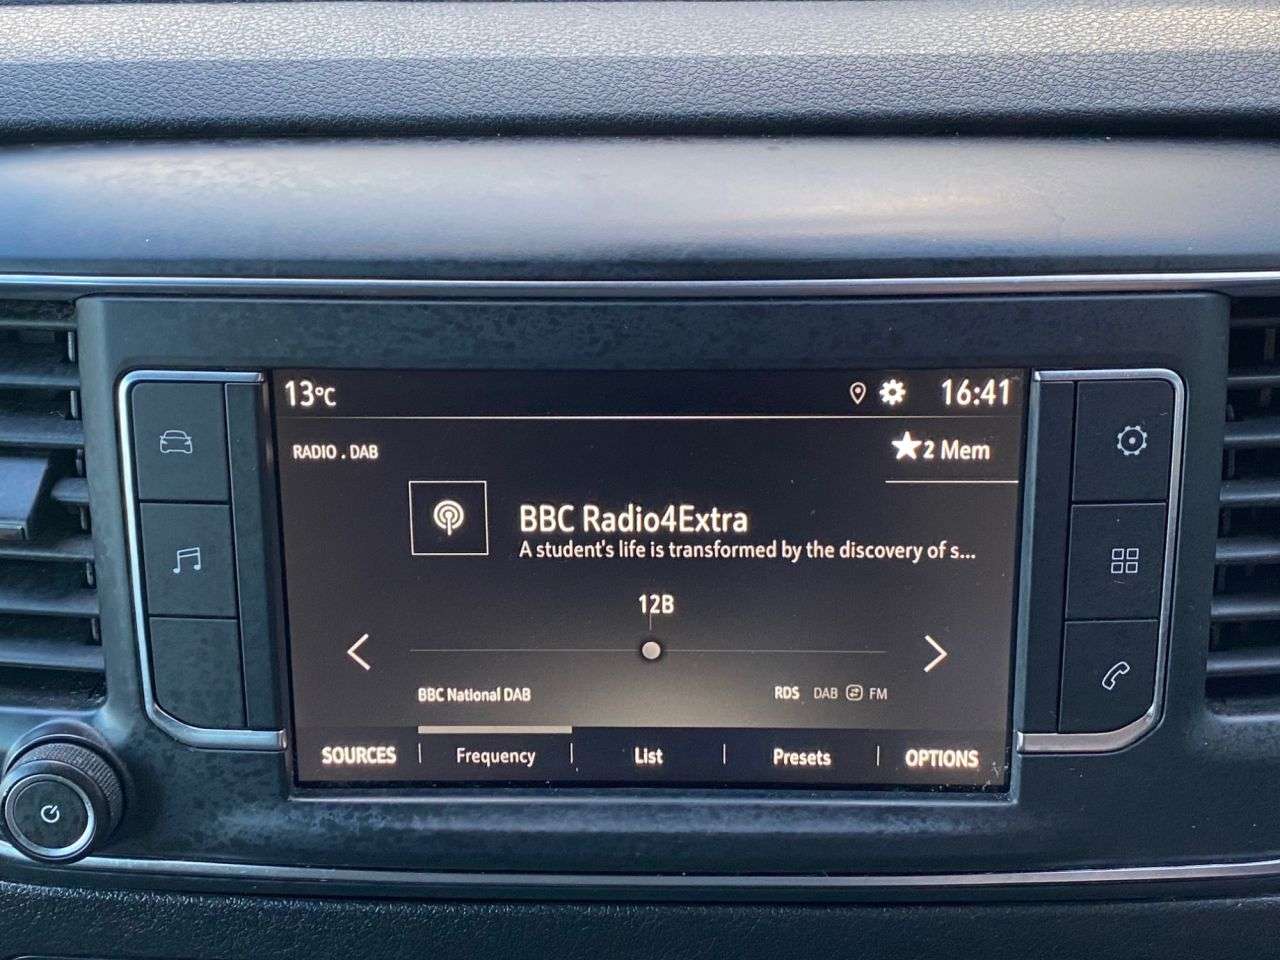 13°C 16:41
RADIO . DAB ★2 Mem
BBC Radio4Extra
A student's life is transformed by the discovery of s...
12B
BBC National DAB RDS DAB FM
SOURCES Frequency List Presets OPTIONS